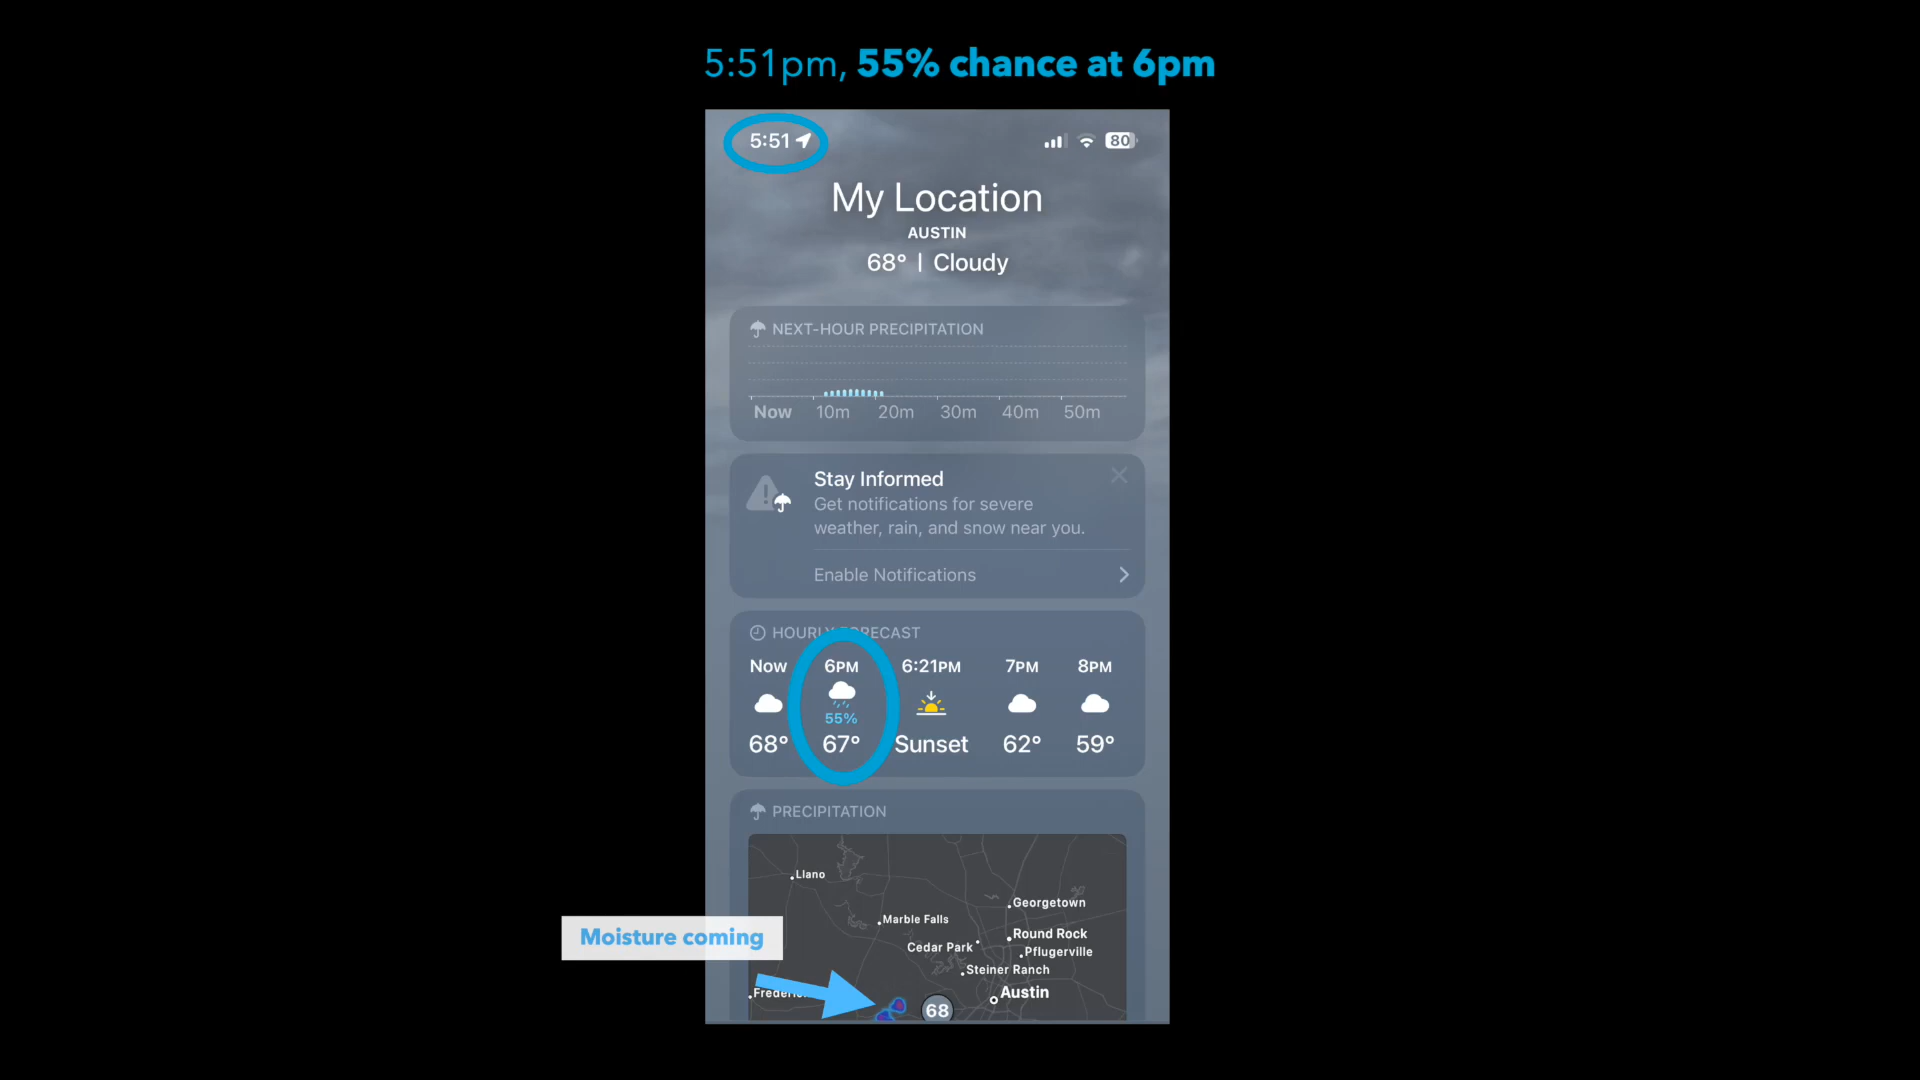 5:51pm, 55% chance at 6pm
5:51
80
My Location
AUSTIN
68° | Cloudy
NEXT-HOUR PRECIPITATION
Now 10m 20m 30m 40m 50m
Stay Informed
Get notifications for severe
weather, rain, and snow near you.
Enable Notifications
HOURLY FORECAST
Now 6PM 6:21PM 7PM 8PM
55%
68° 67° Sunset 62° 59°
PRECIPITATION
Llano
Georgetown
Marble Falls
Round Rock
Moisture coming
Cedar Park
Pflugerville
Steiner Ranch
Austin
68